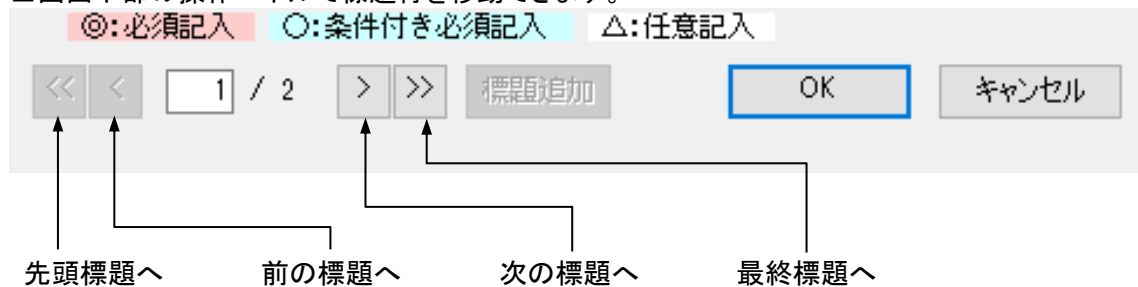 ◎:必須記入 ○:条件付き必須記入 △:任意記入
<< < 1 / 2 > >> 標題追加 OK キャンセル
先頭標題へ 前の標題へ 次の標題へ 最終標題へ